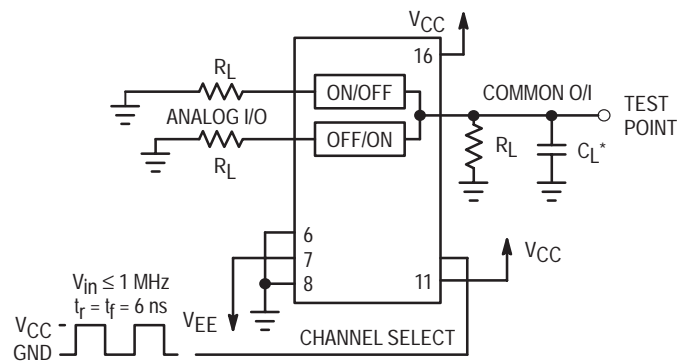 VCC
16
RL
ON/OFF
COMMON O/I
TEST
POINT
ANALOG I/O
OFF/ON
RL
RL
CL*
6
7
8
11
VCC
Vin ≤ 1 MHz
tr = tf = 6 ns
VCC
GND
VEE
CHANNEL SELECT